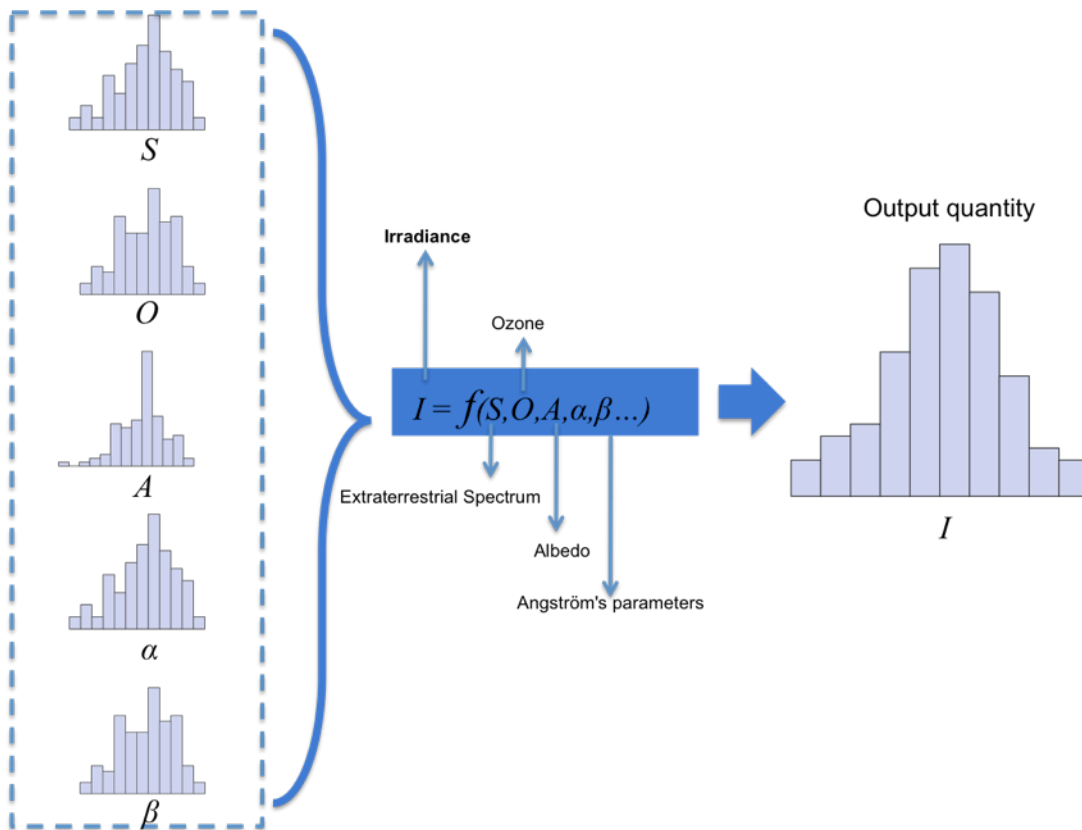 S
O
A
α
β
Irradiance
Ozone
I = f(S,O,A,α,β...)
Extraterrestrial Spectrum
Albedo
Angström's parameters
Output quantity
I